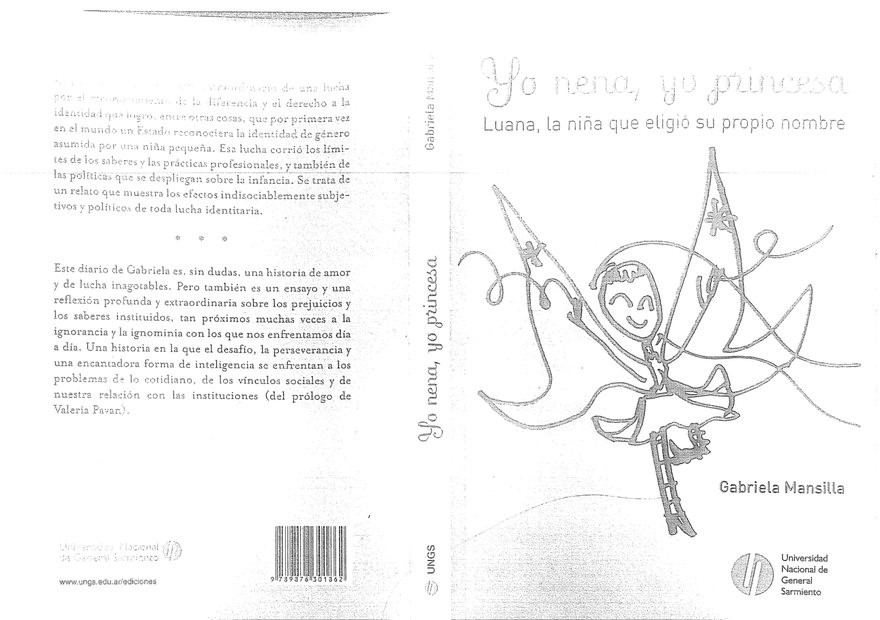 de una lucha
por el reconocimiento de la diferencia y el derecho a la
identidad que logró, entre otras cosas, que por primera vez
en el mundo un Estado reconociera la identidad de género
asumida por una niña pequeña. Esa lucha corrió los lími-
tes de los saberes y las prácticas profesionales, y también de
las políticas que se despliegan sobre la infancia. Se trata de
un relato que muestra los efectos indisociablemente subje-
tivos y políticos de toda lucha identitaria.
* * *
Este diario de Gabriela es, sin dudas, una historia de amor
y de lucha inagotables. Pero también es un ensayo y una
reflexión profunda y extraordinaria sobre los prejuicios y
los saberes instituidos, tan próximos muchas veces a la
ignorancia y la ignominia con los que nos enfrentamos día
a día. Una historia en la que el desafío, la perseverancia y
una encantadora forma de inteligencia se enfrentan a los
problemas de lo cotidiano, de los vínculos sociales y de
nuestra relación con las instituciones (del prólogo de
Valeria Pavan).
Universidad Nacional
de General Sarmiento
www.ungs.edu.ar/ediciones
9 789876 301862
Gabriela Mansilla
Yo nena, yo princesa
UNGS
Yo nena, yo princesa
Luana, la niña que eligió su propio nombre
Gabriela Mansilla
Universidad
Nacional de
General
Sarmiento